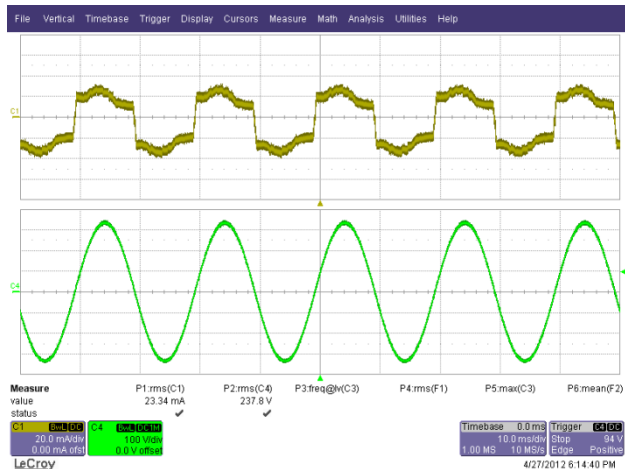 File Vertical Timebase Trigger Display Cursors Measure Math Analysis Utilities Help
C1
C4
Measure P1:rms(C1) P2:rms(C4) P3:freq@lv(C3) P4:rms(F1) P5:max(C3) P6:mean(F2)
value 23.34 mA 237.8 V
status ✔ ✔
C1 BwL DC C4 BwL DC1M Timebase 0.0 ms Trigger C4 DC
20.0 mA/div 100 V/div 10.0 ms/div Stop 94 V
0.00 mA ofst 0.0 V offset 1.00 MS 10 MS/s Edge Positive
LeCroy 4/27/2012 6:14:40 PM